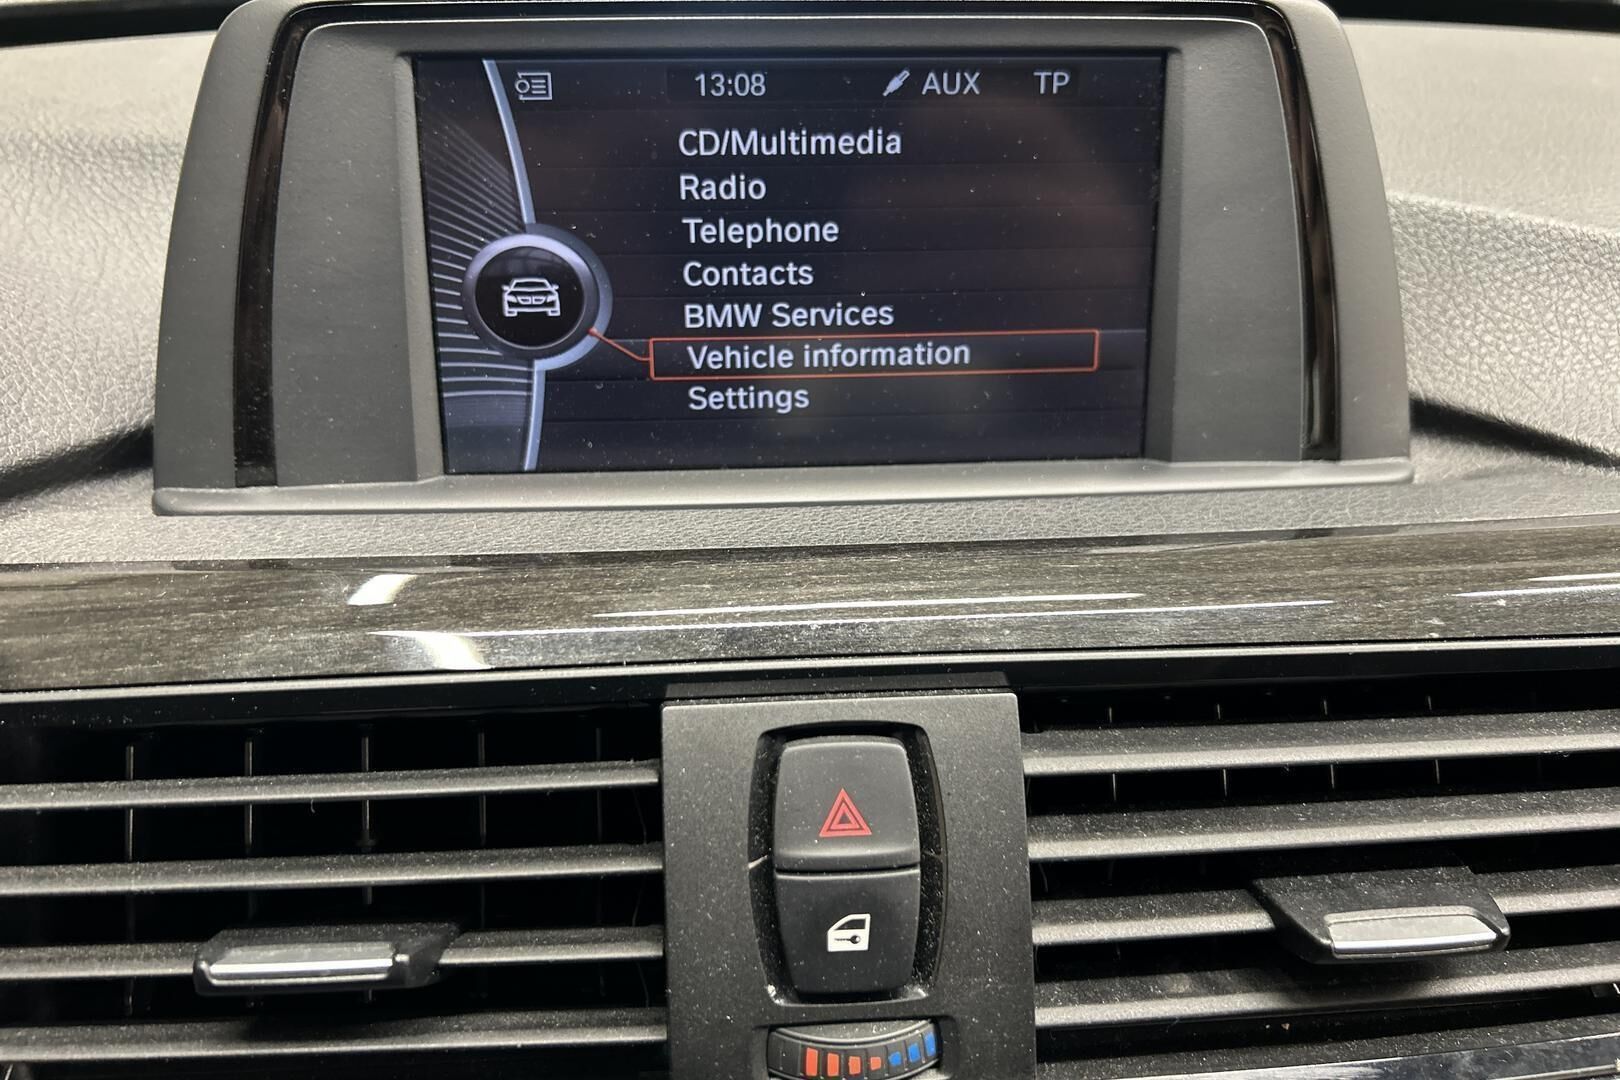 13:08 AUX TP
CD/Multimedia
Radio
Telephone
Contacts
BMW Services
Vehicle information
Settings